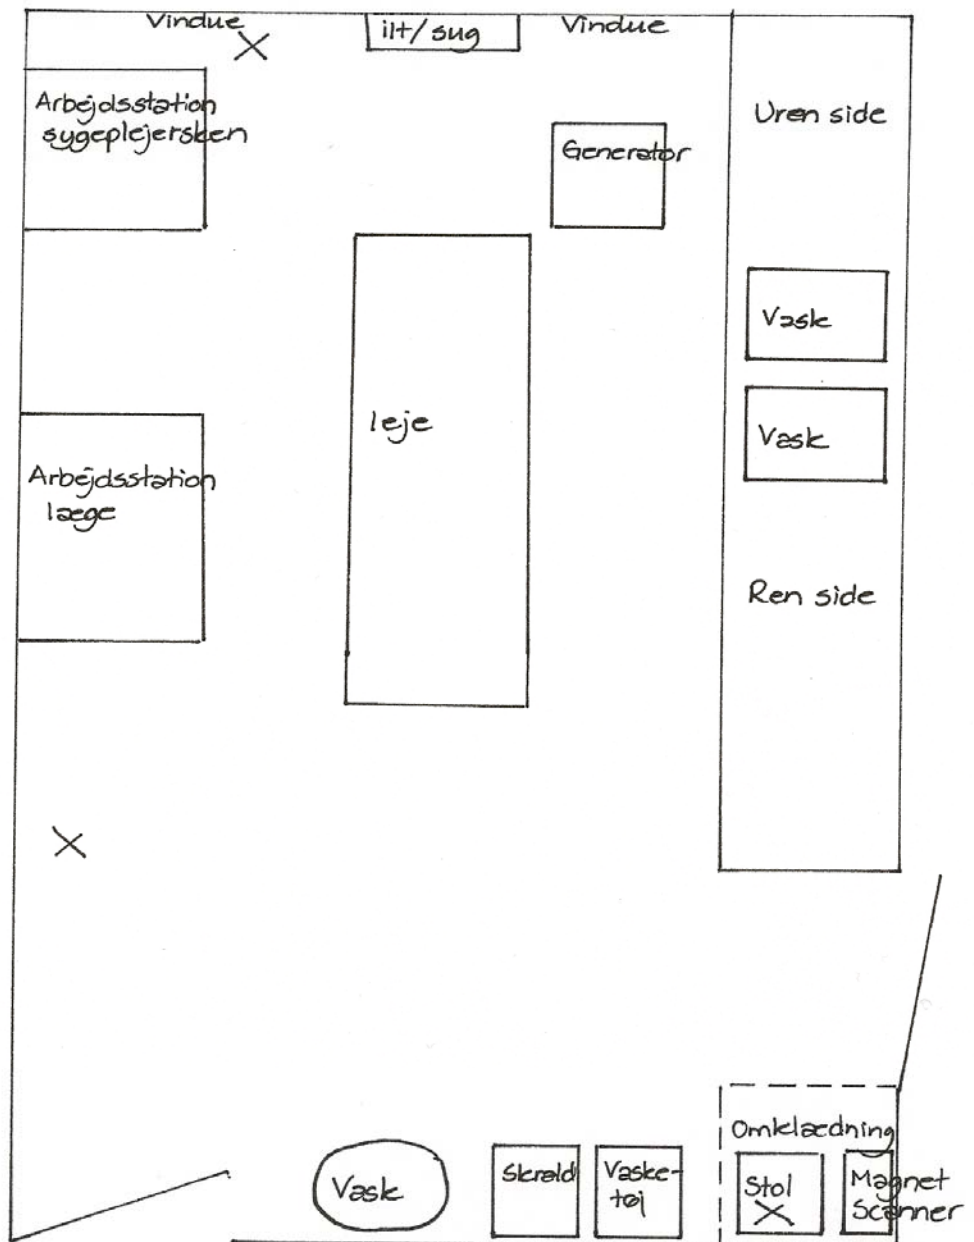 Vindue
ilt/sug
Vindue
Arbejdsstation
sygeplejersken
Generator
Uren side
Vask
Vask
leje
Arbejdsstation
læge
Ren side
Omklædning
Vask
Skrald
Vaske-
tøj
Stol
Magnet
Scanner